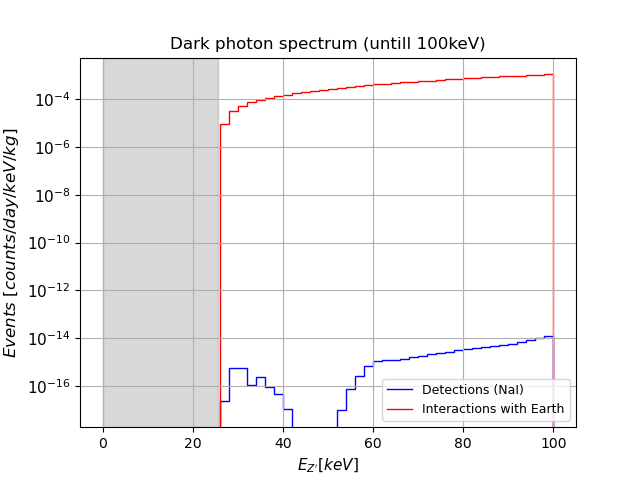 Dark photon spectrum (untill 100keV)
Events [counts/day/keV/kg]
10⁻⁴
10⁻⁶
10⁻⁸
10⁻¹⁰
10⁻¹²
10⁻¹⁴
10⁻¹⁶
Detections (NaI)
Interactions with Earth
0 20 40 60 80 100
E_{Z'}[keV]